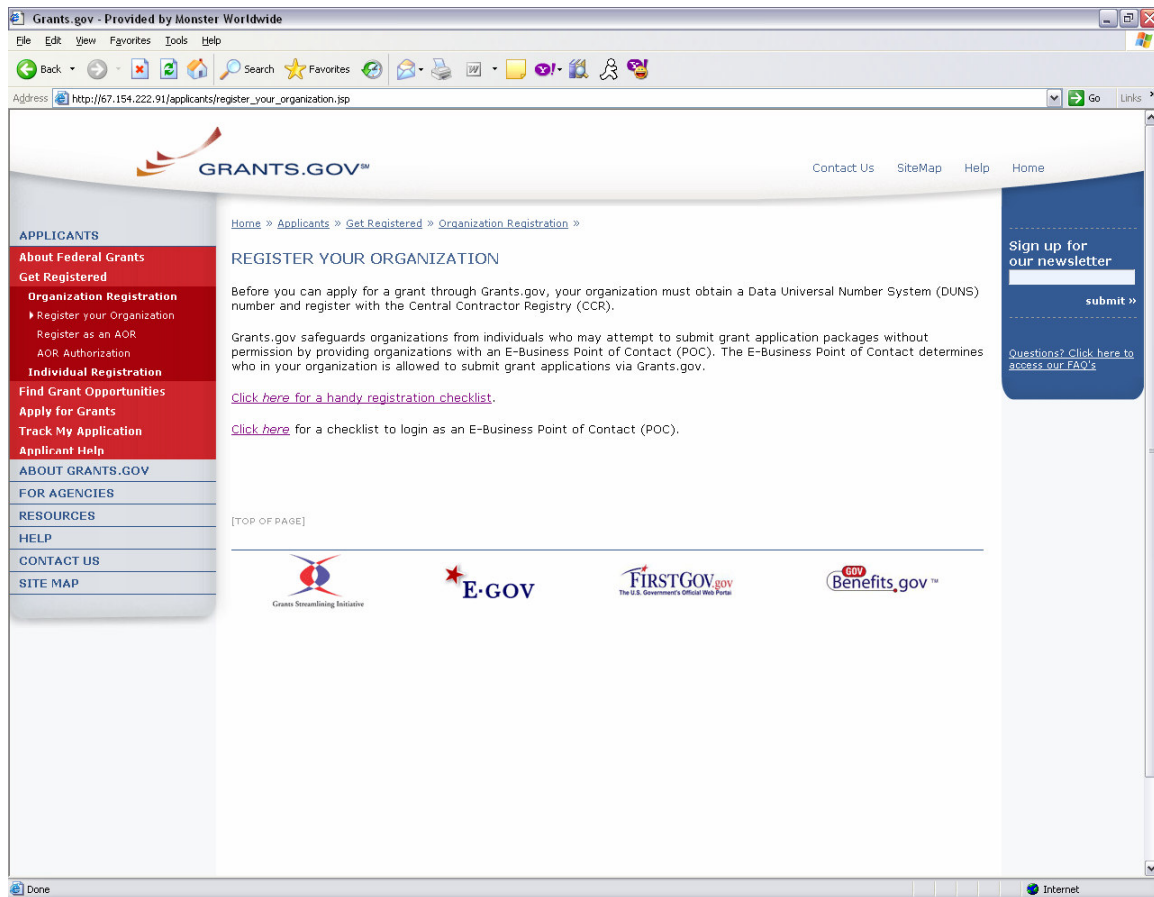 Grants.gov - Provided by Monster Worldwide
File Edit View Favorites Tools Help
Back Search Favorites
Address http://67.154.222.91/applicants/register_your_organization.jsp Go Links
GRANTS.GOV℠
Contact Us SiteMap Help Home
Home » Applicants » Get Registered » Organization Registration »
APPLICANTS
About Federal Grants
Get Registered
Organization Registration
Register your Organization
Register as an AOR
AOR Authorization
Individual Registration
Find Grant Opportunities
Apply for Grants
Track My Application
Applicant Help
ABOUT GRANTS.GOV
FOR AGENCIES
RESOURCES
HELP
CONTACT US
SITE MAP
REGISTER YOUR ORGANIZATION
Before you can apply for a grant through Grants.gov, your organization must obtain a Data Universal Number System (DUNS)
number and register with the Central Contractor Registry (CCR).
Grants.gov safeguards organizations from individuals who may attempt to submit grant application packages without
permission by providing organizations with an E-Business Point of Contact (POC). The E-Business Point of Contact determines
who in your organization is allowed to submit grant applications via Grants.gov.
Click here for a handy registration checklist.
Click here for a checklist to login as an E-Business Point of Contact (POC).
[TOP OF PAGE]
Sign up for
our newsletter
submit »
Questions? Click here to
access our FAQ's
Grants Streamlining Initiative
E-GOV
FIRSTGOV.gov
The U.S. Government's Official Web Portal
GOV
Benefits.gov ™
Done Internet